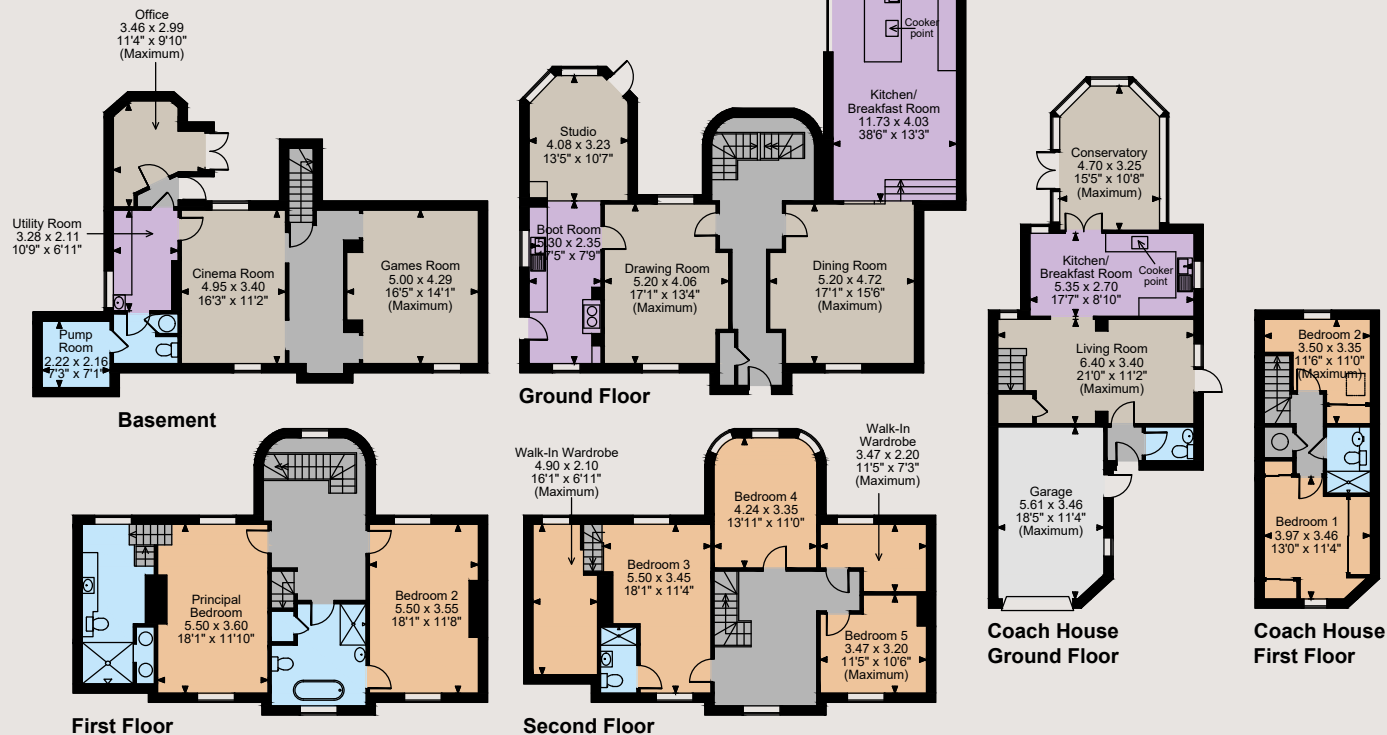 Office
3.46 x 2.99
11'4" x 9'10"
(Maximum)
Utility Room
3.28 x 2.11
10'9" x 6'11"
Cinema Room
4.95 x 3.40
16'3" x 11'2"
Games Room
5.00 x 4.29
16'5" x 14'1"
(Maximum)
Pump
Room
2.22 x 2.16
7'3" x 7'1"
Basement
Studio
4.08 x 3.23
13'5" x 10'7"
Cooker
point
Kitchen/
Breakfast Room
11.73 x 4.03
38'6" x 13'3"
Boot Room
5.30 x 2.35
17'5" x 7'9"
Drawing Room
5.20 x 4.06
17'1" x 13'4"
(Maximum)
Dining Room
5.20 x 4.72
17'1" x 15'6"
(Maximum)
Ground Floor
Conservatory
4.70 x 3.25
15'5" x 10'8"
(Maximum)
Kitchen/
Breakfast Room
5.35 x 2.70
17'7" x 8'10"
Cooker
point
Living Room
6.40 x 3.40
21'0" x 11'2"
(Maximum)
Garage
5.61 x 3.46
18'5" x 11'4"
(Maximum)
Coach House
Ground Floor
Bedroom 2
3.50 x 3.35
11'6" x 11'0"
(Maximum)
Bedroom 1
3.97 x 3.46
13'0" x 11'4"
Coach House
First Floor
Principal
Bedroom
5.50 x 3.60
18'1" x 11'10"
Bedroom 2
5.50 x 3.55
18'1" x 11'8"
First Floor
Walk-In Wardrobe
4.90 x 2.10
16'1" x 6'11"
(Maximum)
Bedroom 3
5.50 x 3.45
18'1" x 11'4"
Bedroom 4
4.24 x 3.35
13'11" x 11'0"
Walk-In
Wardrobe
3.47 x 2.20
11'5" x 7'3"
(Maximum)
Bedroom 5
3.47 x 3.20
11'5" x 10'6"
(Maximum)
Second Floor